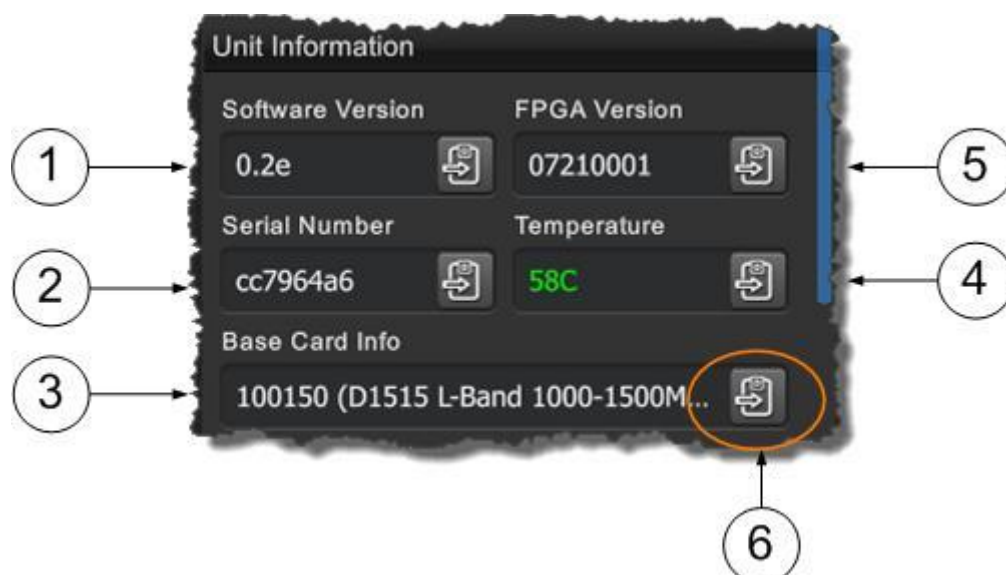 Unit Information
Software Version FPGA Version
1 0.2e 07210001 5
Serial Number Temperature
2 cc7964a6 58C 4
Base Card Info
3 100150 (D1515 L-Band 1000-1500M...
6